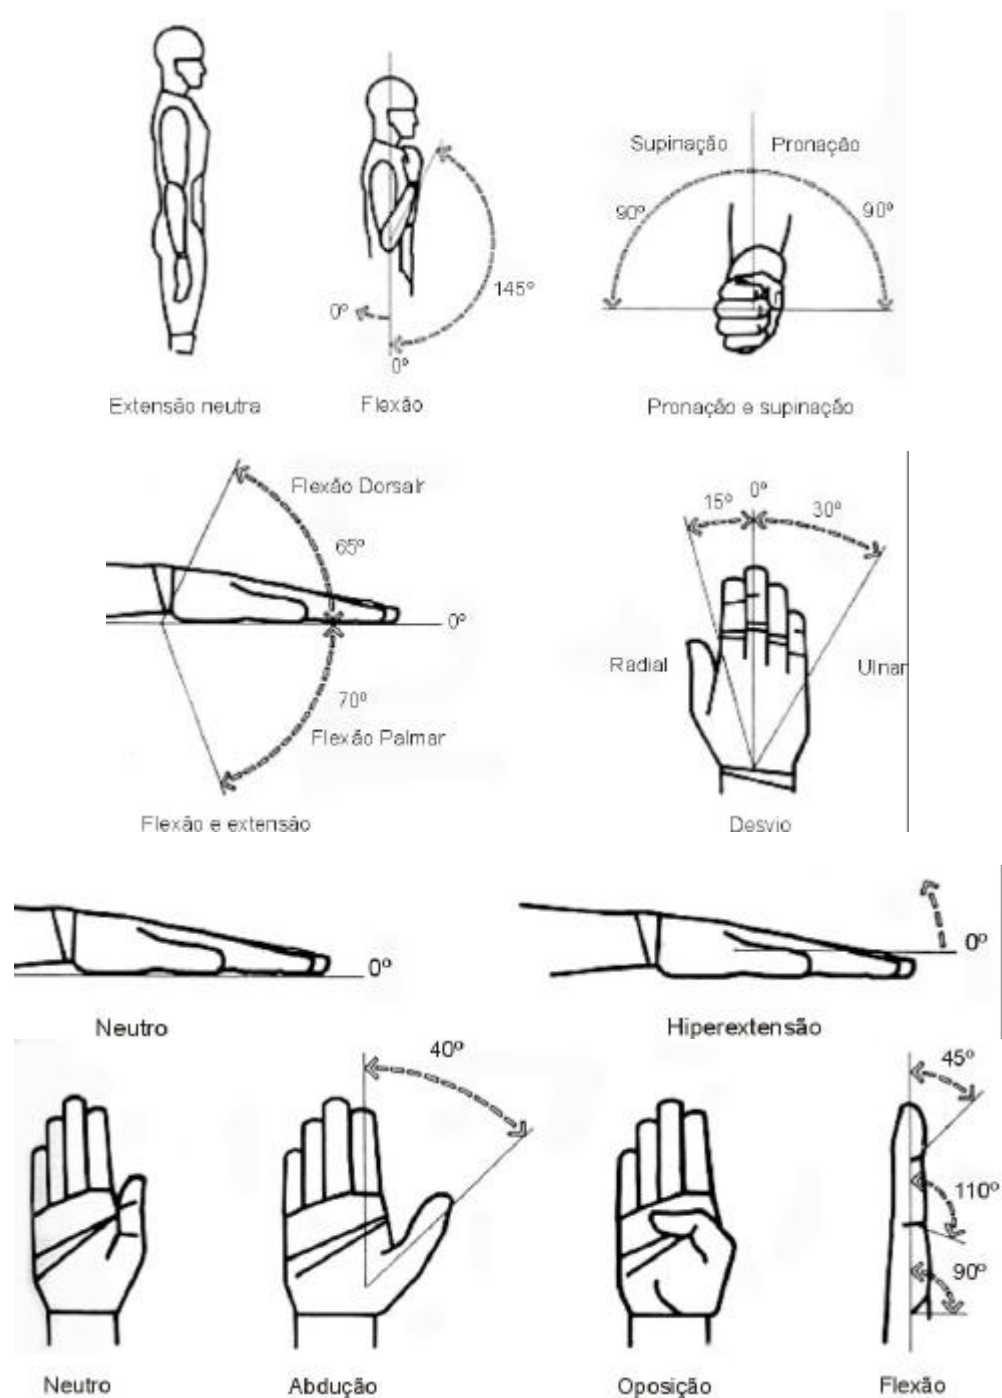 Supinação Pronação
90º 90º
145º
0º
0º
Extensão neutra Flexão Pronação e supinação
Flexão Dorsalr
65º
0º
70º
Flexão Palmar
Flexão e extensão
15º 0º 30º
Radial Ulnar
Desvio
0º
Neutro
0º
Hiperextensão
40º
45º
110º
90º
Neutro Abdução Oposição Flexão